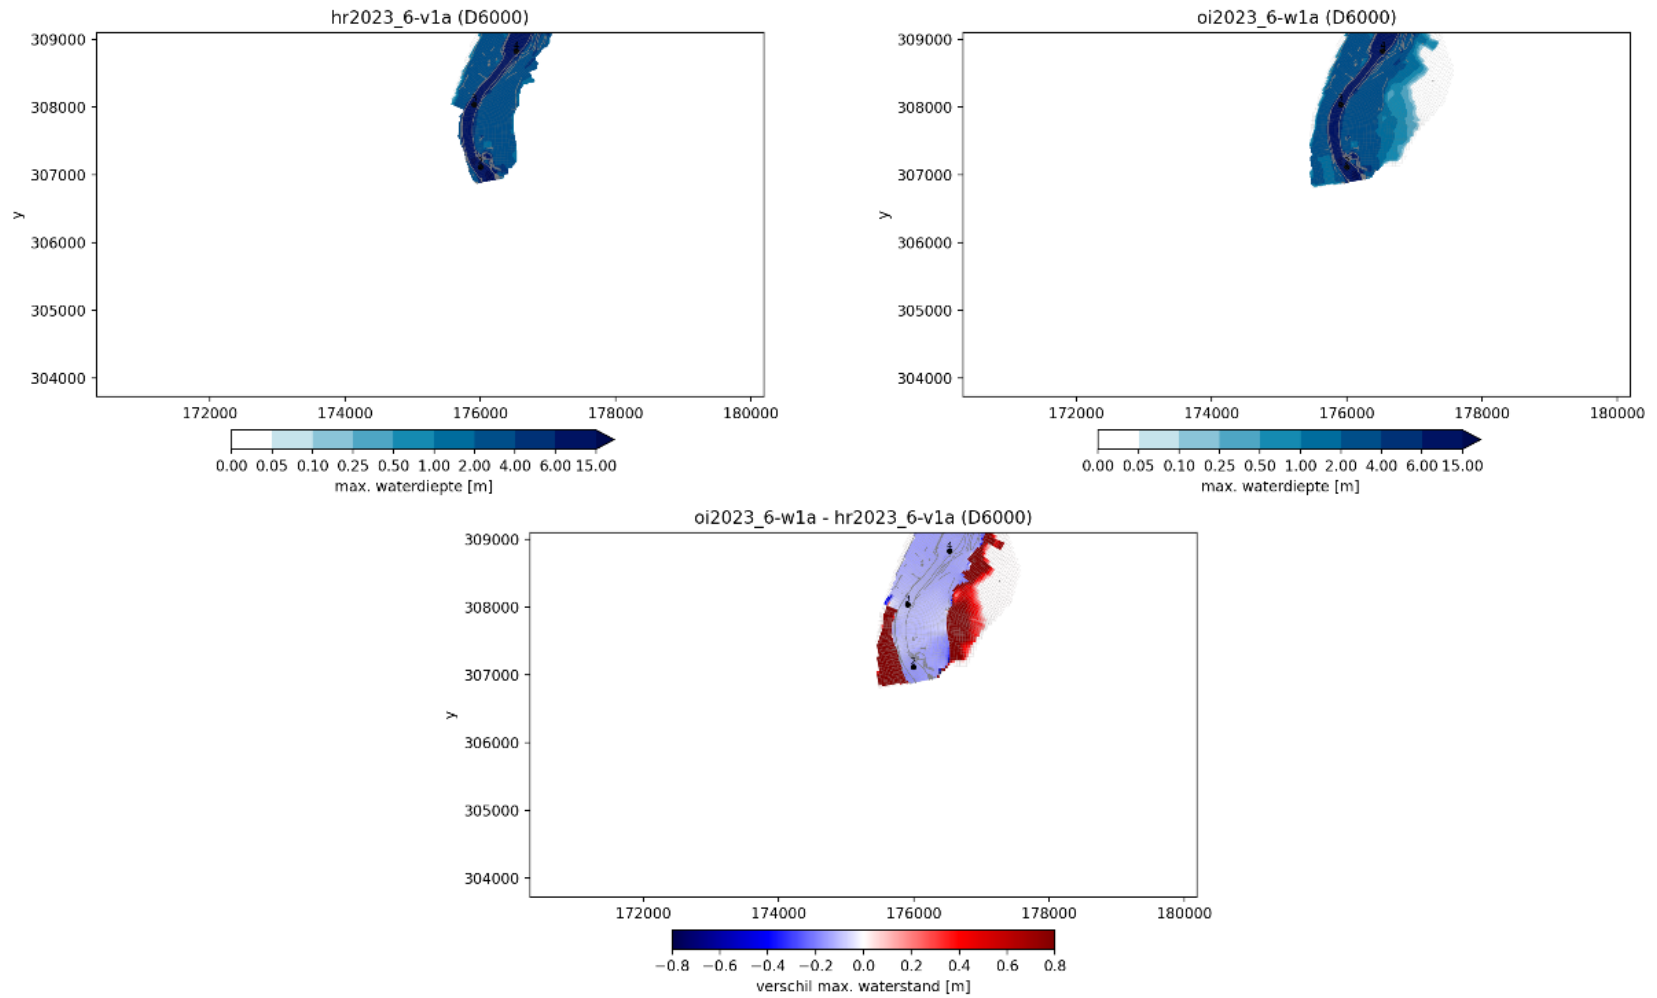 hr2023_6-v1a (D6000)
309000
308000
307000
306000
305000
304000
y
172000 174000 176000 178000 180000
0.00 0.05 0.10 0.25 0.50 1.00 2.00 4.00 6.00 15.00
max. waterdiepte [m]
oi2023_6-w1a (D6000)
309000
308000
307000
306000
305000
304000
y
172000 174000 176000 178000 180000
0.00 0.05 0.10 0.25 0.50 1.00 2.00 4.00 6.00 15.00
max. waterdiepte [m]
oi2023_6-w1a - hr2023_6-v1a (D6000)
309000
308000
307000
306000
305000
304000
y
172000 174000 176000 178000 180000
−0.8 −0.6 −0.4 −0.2 0.0 0.2 0.4 0.6 0.8
verschil max. waterstand [m]